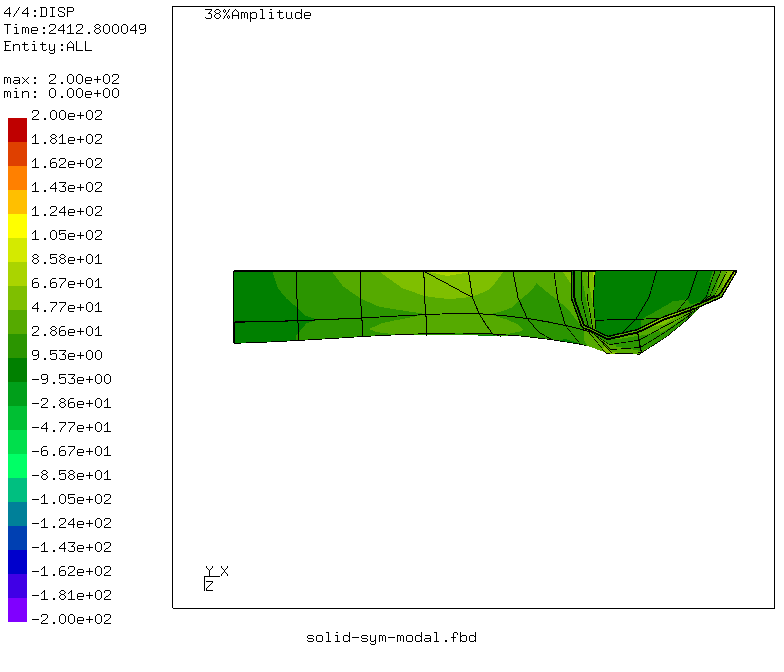 4/4:DISP
Time:2412.800049
Entity:ALL
max: 2.00e+02
min: 0.00e+00
2.00e+02
1.81e+02
1.62e+02
1.43e+02
1.24e+02
1.05e+02
8.58e+01
6.67e+01
4.77e+01
2.86e+01
9.53e+00
-9.53e+00
-2.86e+01
-4.77e+01
-6.67e+01
-8.58e+01
-1.05e+02
-1.24e+02
-1.43e+02
-1.62e+02
-1.81e+02
-2.00e+02
38%Amplitude
Y X
Z
solid-sym-modal.fbd